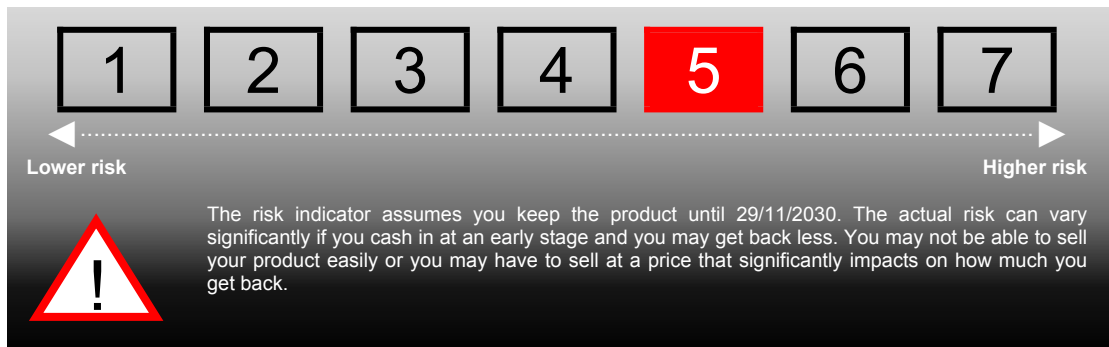 1 2 3 4 5 6 7
Lower risk Higher risk
!
The risk indicator assumes you keep the product until 29/11/2030. The actual risk can vary
significantly if you cash in at an early stage and you may get back less. You may not be able to sell
your product easily or you may have to sell at a price that significantly impacts on how much you
get back.